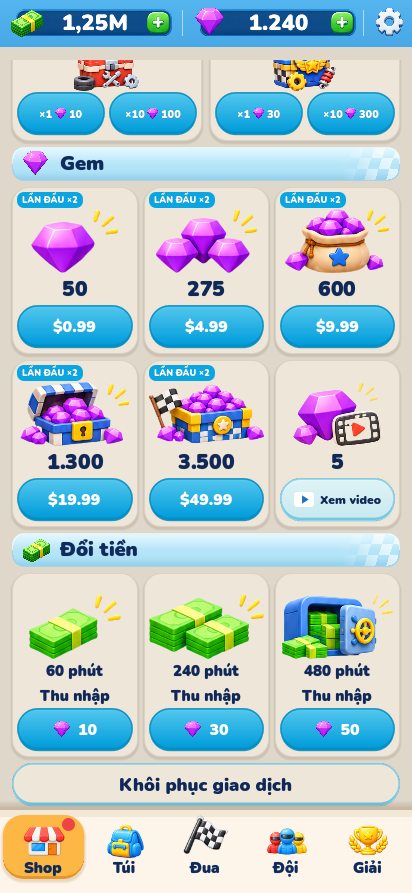 1,25M
1.240
×1 10
×10 100
×1 30
×10 300
Gem
LẦN ĐẦU ×2
50
$0.99
LẦN ĐẦU ×2
275
$4.99
LẦN ĐẦU ×2
600
$9.99
LẦN ĐẦU ×2
1.300
$19.99
LẦN ĐẦU ×2
3.500
$49.99
5
Xem video
Đổi tiền
60 phút
Thu nhập
10
240 phút
Thu nhập
30
480 phút
Thu nhập
50
Khôi phục giao dịch
Shop
Túi
Đua
Đội
Giải